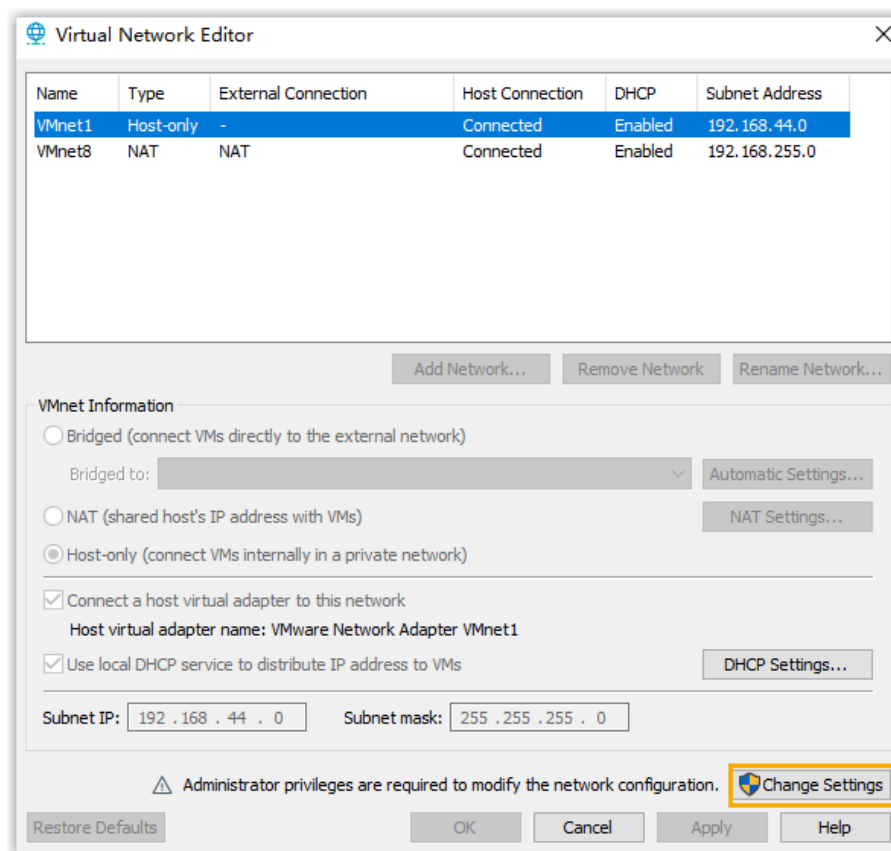 Virtual Network Editor
Name Type External Connection Host Connection DHCP Subnet Address
VMnet1 Host-only - Connected Enabled 192.168.44.0
VMnet8 NAT NAT Connected Enabled 192.168.255.0
Add Network... Remove Network Rename Network...
VMnet Information
Bridged (connect VMs directly to the external network)
Bridged to: Automatic Settings...
NAT (shared host's IP address with VMs) NAT Settings...
Host-only (connect VMs internally in a private network)
Connect a host virtual adapter to this network
Host virtual adapter name: VMware Network Adapter VMnet1
Use local DHCP service to distribute IP address to VMs DHCP Settings...
Subnet IP: 192 . 168 . 44 . 0 Subnet mask: 255 . 255 . 255 . 0
Administrator privileges are required to modify the network configuration. Change Settings
Restore Defaults OK Cancel Apply Help